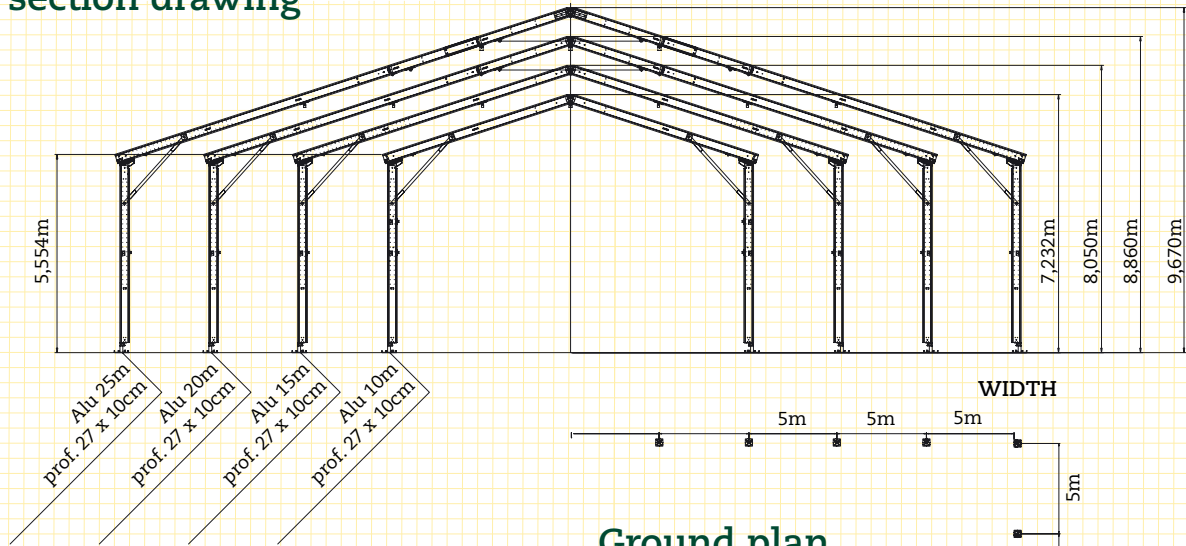 section drawing
5,554m
7,232m
8,050m
8,860m
9,670m
Alu 25m
prof. 27 x 10cm
Alu 20m
prof. 27 x 10cm
Alu 15m
prof. 27 x 10cm
Alu 10m
prof. 27 x 10cm
WIDTH
5m
5m
5m
5m
Ground plan